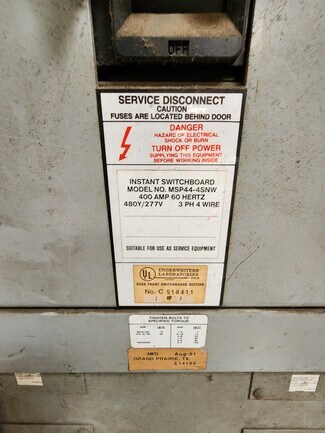 OFF
SERVICE DISCONNECT
CAUTION
FUSES ARE LOCATED BEHIND DOOR
DANGER
HAZARD OF ELECTRICAL
SHOCK OR BURN
TURN OFF POWER
SUPPLYING THIS EQUIPMENT
BEFORE WORKING INSIDE
INSTANT SWITCHBOARD
MODEL NO. MSP44-4SNW
400 AMP 60 HERTZ
480Y/277V 3 PH 4 WIRE
SUITABLE FOR USE AS SERVICE EQUIPMENT
UL
UNDERWRITERS
LABORATORIES
DEAD FRONT SWITCHBOARD SECTION
No. C 518411
OF
TIGHTEN BOLTS TO
SPECIFIED TORQUE
MFD. Aug-91
GRAND PRAIRIE, TX